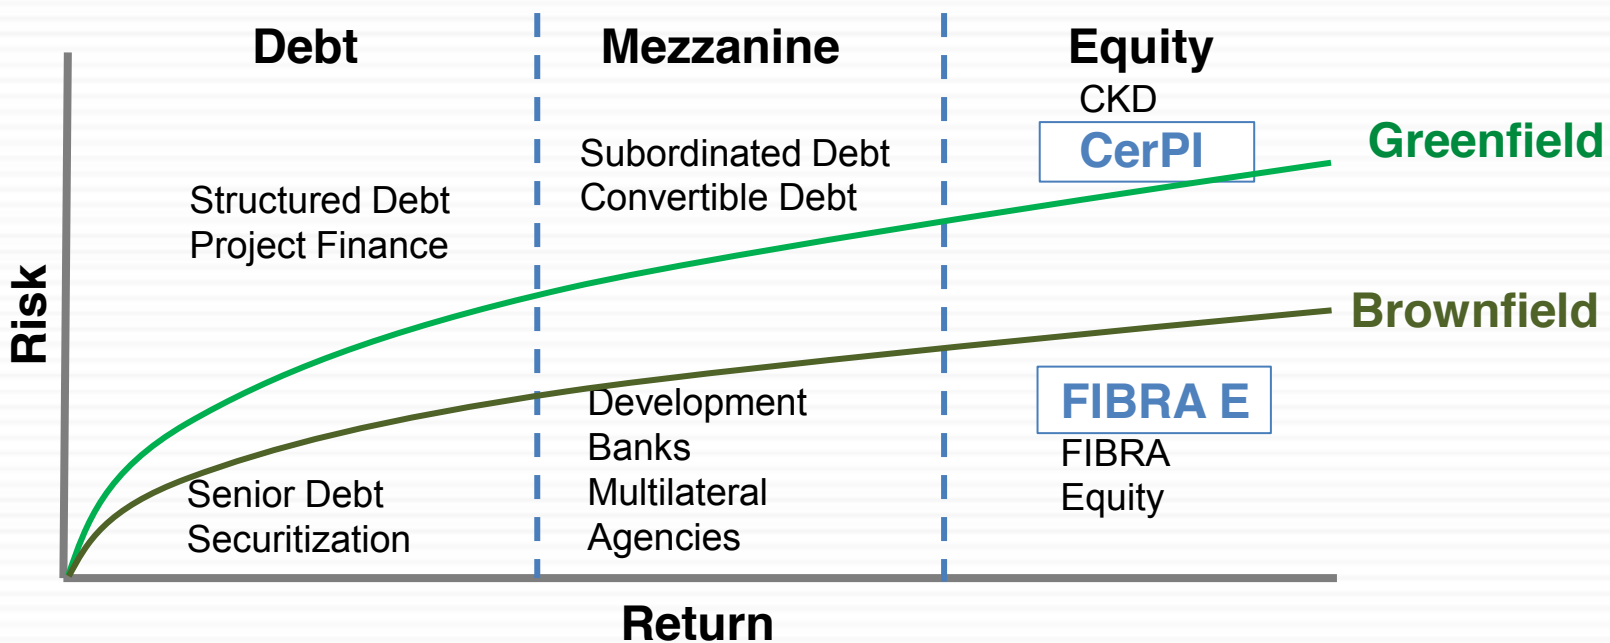 Debt
Mezzanine
Equity
CKD
CerPI
Greenfield
Subordinated Debt
Convertible Debt
Structured Debt
Project Finance
Risk
Brownfield
Development
Banks
Multilateral
Agencies
FIBRA E
FIBRA
Equity
Senior Debt
Securitization
Return